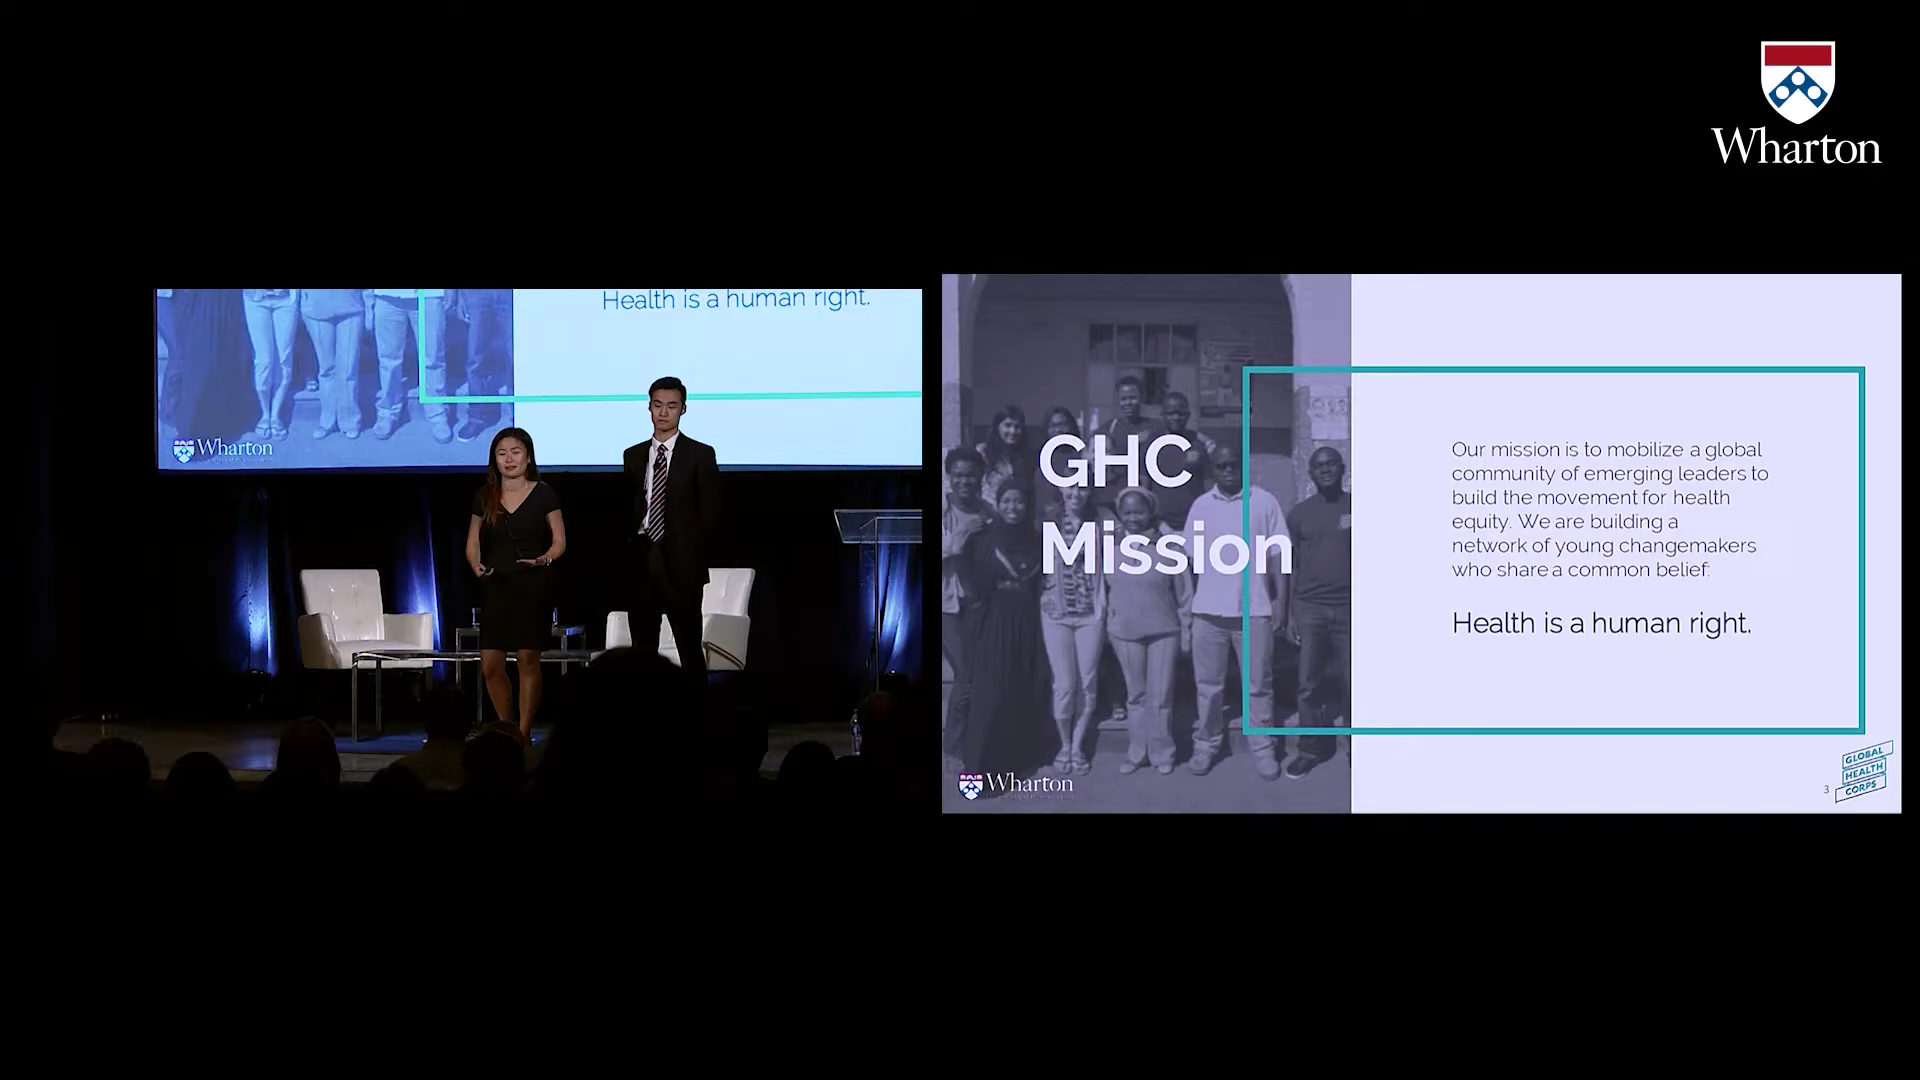 Wharton
Health is a human right.
Wharton
GHC
Mission
Our mission is to mobilize a global
community of emerging leaders to
build the movement for health
equity. We are building a
network of young changemakers
who share a common belief:
Health is a human right.
Wharton
3
GLOBAL
HEALTH
CORPS